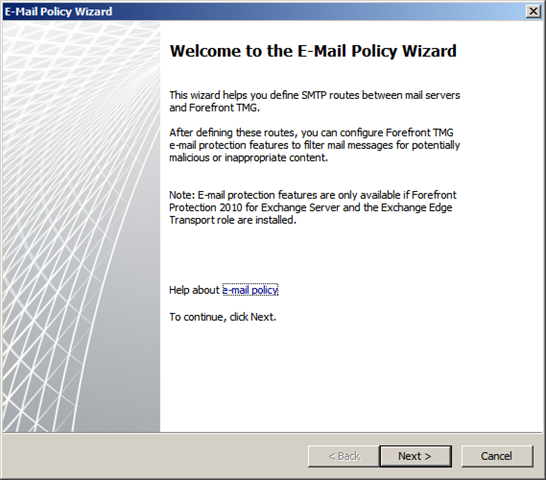 E-Mail Policy Wizard
Welcome to the E-Mail Policy Wizard
This wizard helps you define SMTP routes between mail servers
and Forefront TMG.
After defining these routes, you can configure Forefront TMG
e-mail protection features to filter mail messages for potentially
malicious or inappropriate content.
Note: E-mail protection features are only available if Forefront
Protection 2010 for Exchange Server and the Exchange Edge
Transport role are installed.
Help about e-mail policy
To continue, click Next.
< Back Next > Cancel